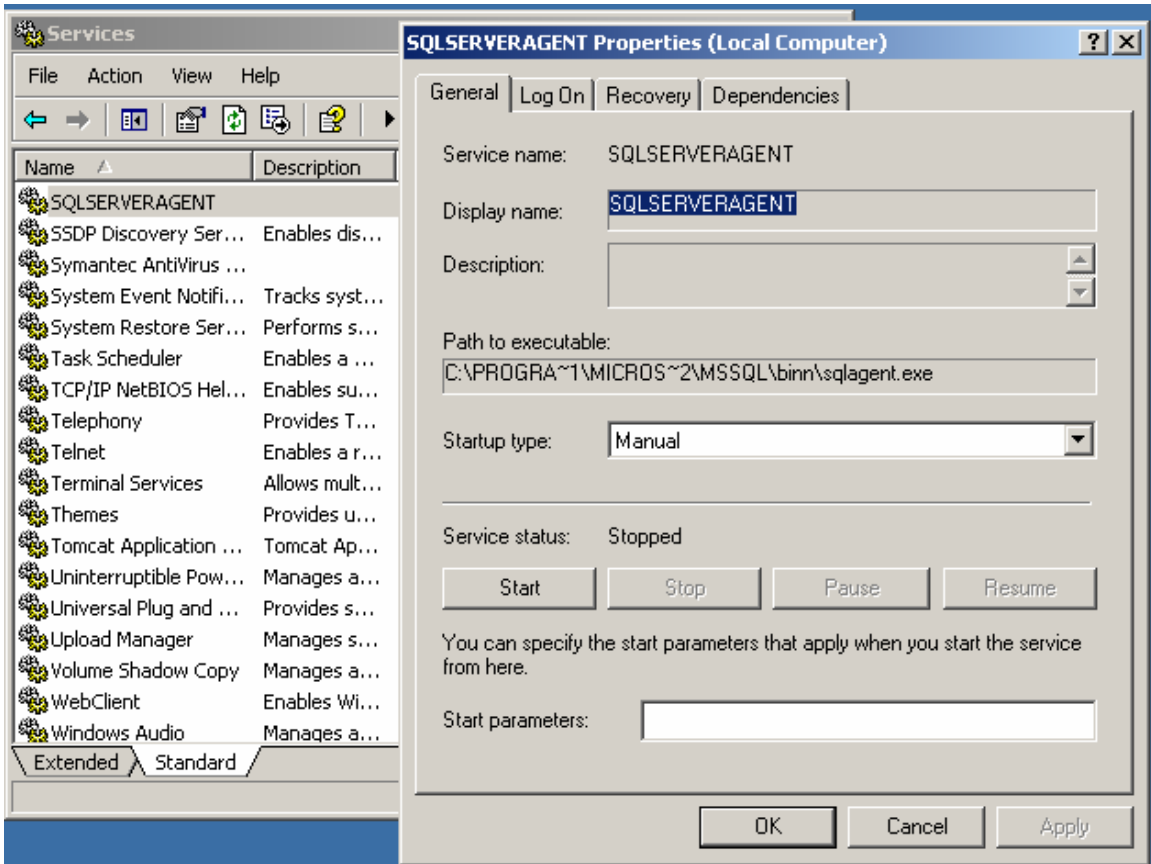 Services
File Action View Help
Name Description
SQLSERVERAGENT
SSDP Discovery Ser... Enables dis...
Symantec AntiVirus ...
System Event Notifi... Tracks syst...
System Restore Ser... Performs s...
Task Scheduler Enables a ...
TCP/IP NetBIOS Hel... Enables su...
Telephony Provides T...
Telnet Enables a r...
Terminal Services Allows mult...
Themes Provides u...
Tomcat Application ... Tomcat Ap...
Uninterruptible Pow... Manages a...
Universal Plug and ... Provides s...
Upload Manager Manages s...
Volume Shadow Copy Manages a...
WebClient Enables Wi...
Windows Audio Manages a...
Extended Standard
SQLSERVERAGENT Properties (Local Computer)
General Log On Recovery Dependencies
Service name: SQLSERVERAGENT
Display name: SQLSERVERAGENT
Description:
Path to executable:
C:\PROGRA~1\MICROS~2\MSSQL\binn\sqlagent.exe
Startup type: Manual
Service status: Stopped
Start Stop Pause Resume
You can specify the start parameters that apply when you start the service
from here.
Start parameters:
OK Cancel Apply